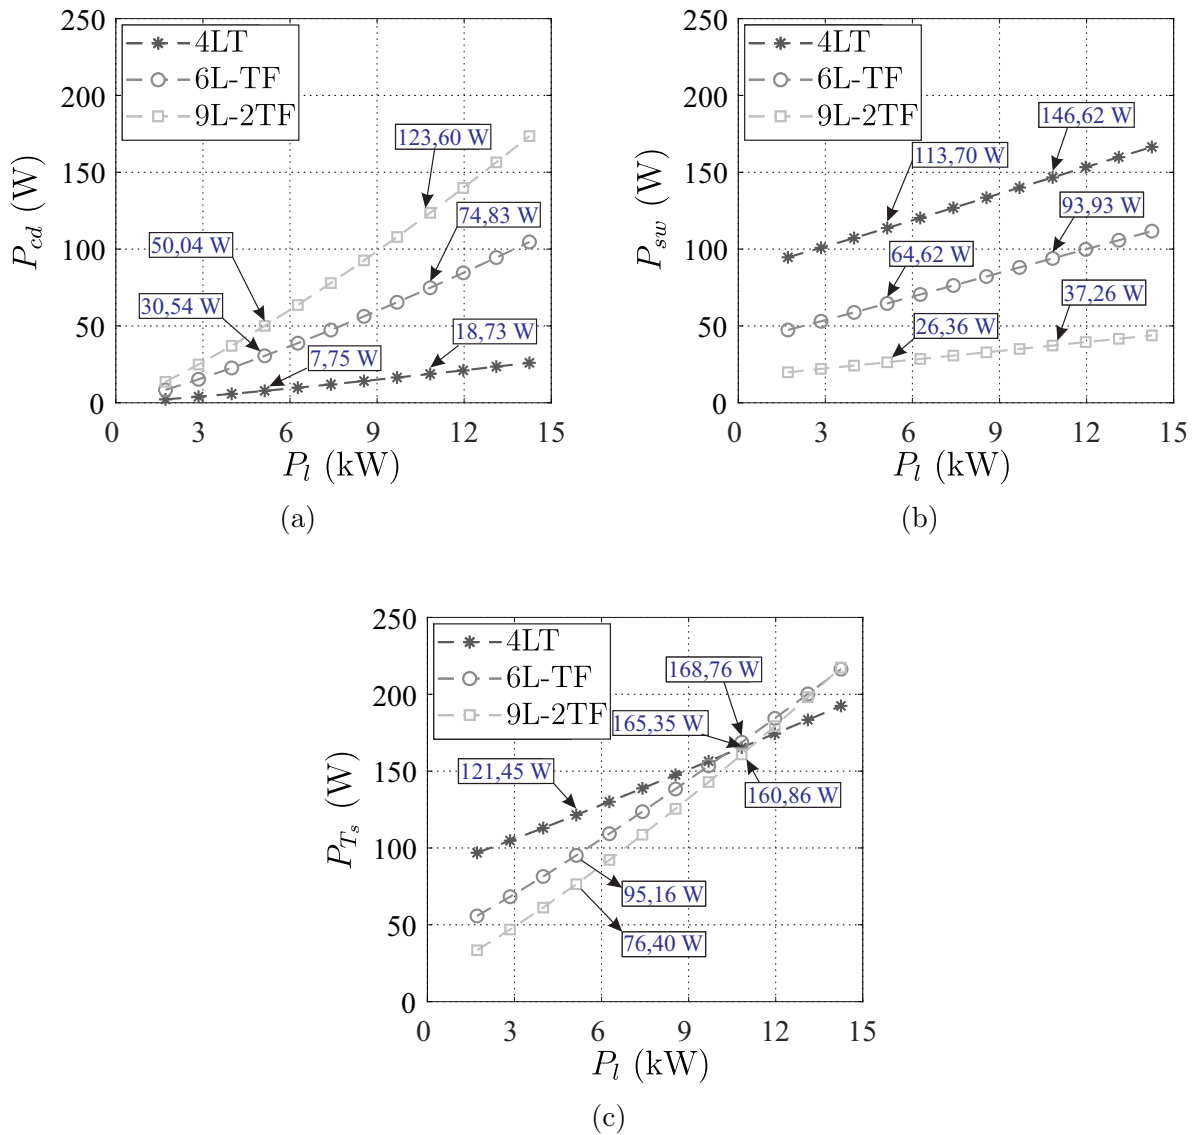 250
200
150
100
50
0
P_cd (W)
4LT
6L-TF
9L-2TF
123,60 W
74,83 W
50,04 W
30,54 W
7,75 W
18,73 W
0 3 6 9 12 15
P_l (kW)
(a)
250
200
150
100
50
0
P_sw (W)
4LT
6L-TF
9L-2TF
146,62 W
113,70 W
93,93 W
64,62 W
37,26 W
26,36 W
0 3 6 9 12 15
P_l (kW)
(b)
250
200
150
100
50
0
P_Ts (W)
4LT
6L-TF
9L-2TF
168,76 W
165,35 W
121,45 W
160,86 W
95,16 W
76,40 W
0 3 6 9 12 15
P_l (kW)
(c)